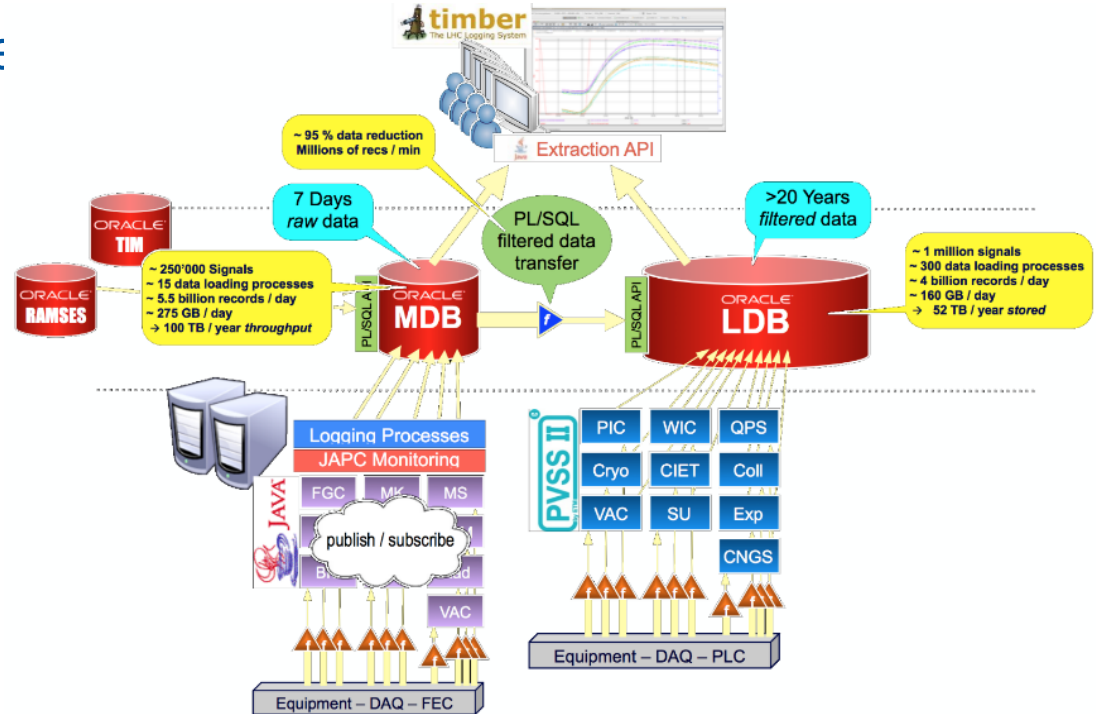 timber
The LHC Logging System
Extraction API
~ 95 % data reduction
Millions of recs / min
7 Days
raw data
PL/SQL
filtered data
transfer
>20 Years
filtered data
ORACLE
TIM
ORACLE
RAMSES
~ 250'000 Signals
~ 15 data loading processes
~ 5.5 billion records / day
~ 275 GB / day
→ 100 TB / year throughput
PL/SQL API
ORACLE
MDB
f
PL/SQL API
ORACLE
LDB
~ 1 million signals
~ 300 data loading processes
~ 4 billion records / day
~ 160 GB / day
→ 52 TB / year stored
Logging Processes
JAPC Monitoring
JAVA
FGC MK MS
publish / subscribe
VAC
f f f f f f f f f
Equipment – DAQ – FEC
PVSS II
PIC WIC QPS
Cryo CIET Coll
VAC SU Exp
CNGS
f f f f f f f f f
Equipment – DAQ – PLC